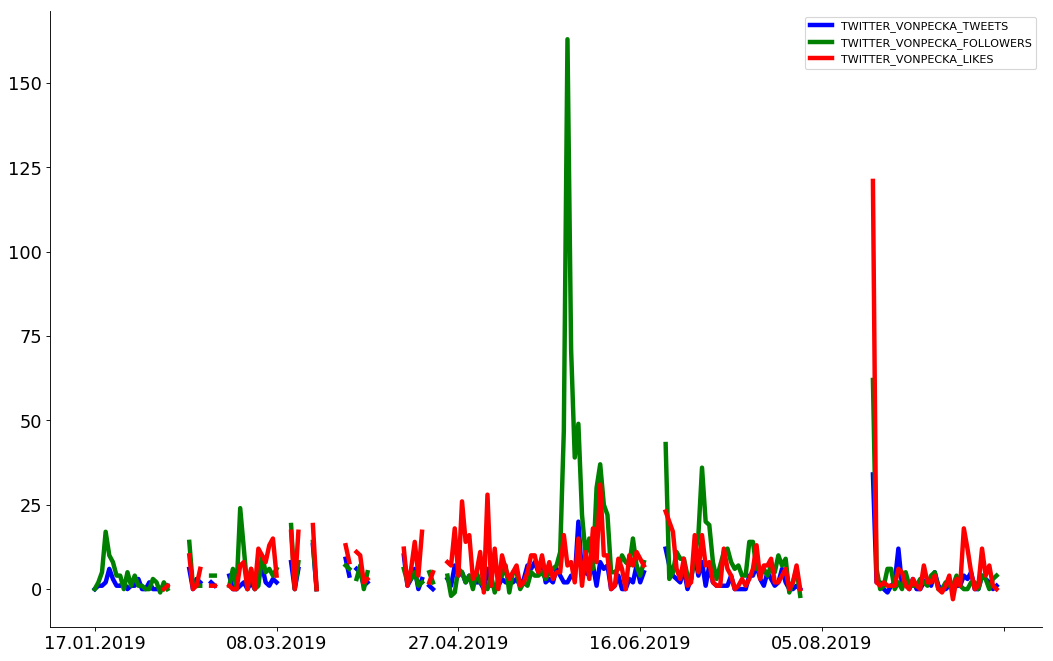 TWITTER_VONPECKA_TWEETS
TWITTER_VONPECKA_FOLLOWERS
TWITTER_VONPECKA_LIKES
150
125
100
75
50
25
0
17.01.2019 08.03.2019 27.04.2019 16.06.2019 05.08.2019